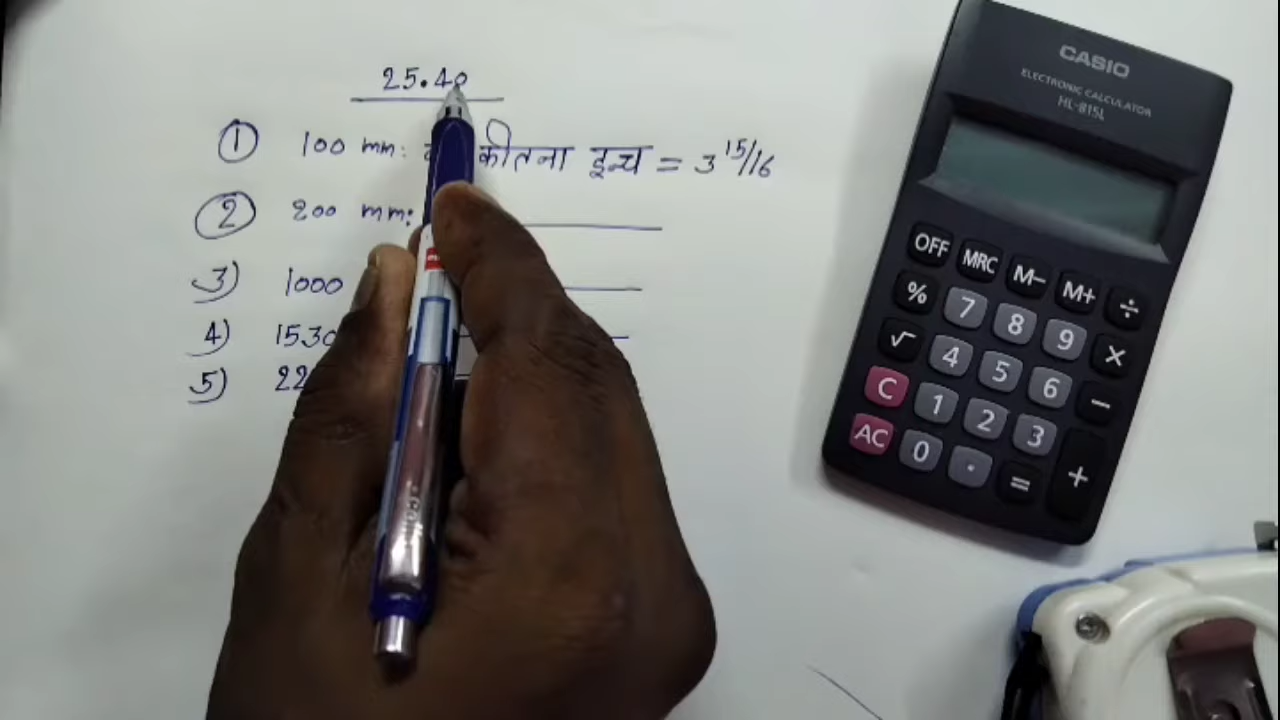 25.40
① 100 mm: कीतना इन्च = 3 15/16
② 200 mm:
3) 1000
4) 1530
5) 22
CASIO
ELECTRONIC CALCULATOR
HL-815L
OFF MRC M- M+ ÷
% 7 8 9 ×
√ 4 5 6 −
C 1 2 3 +
AC 0 · =